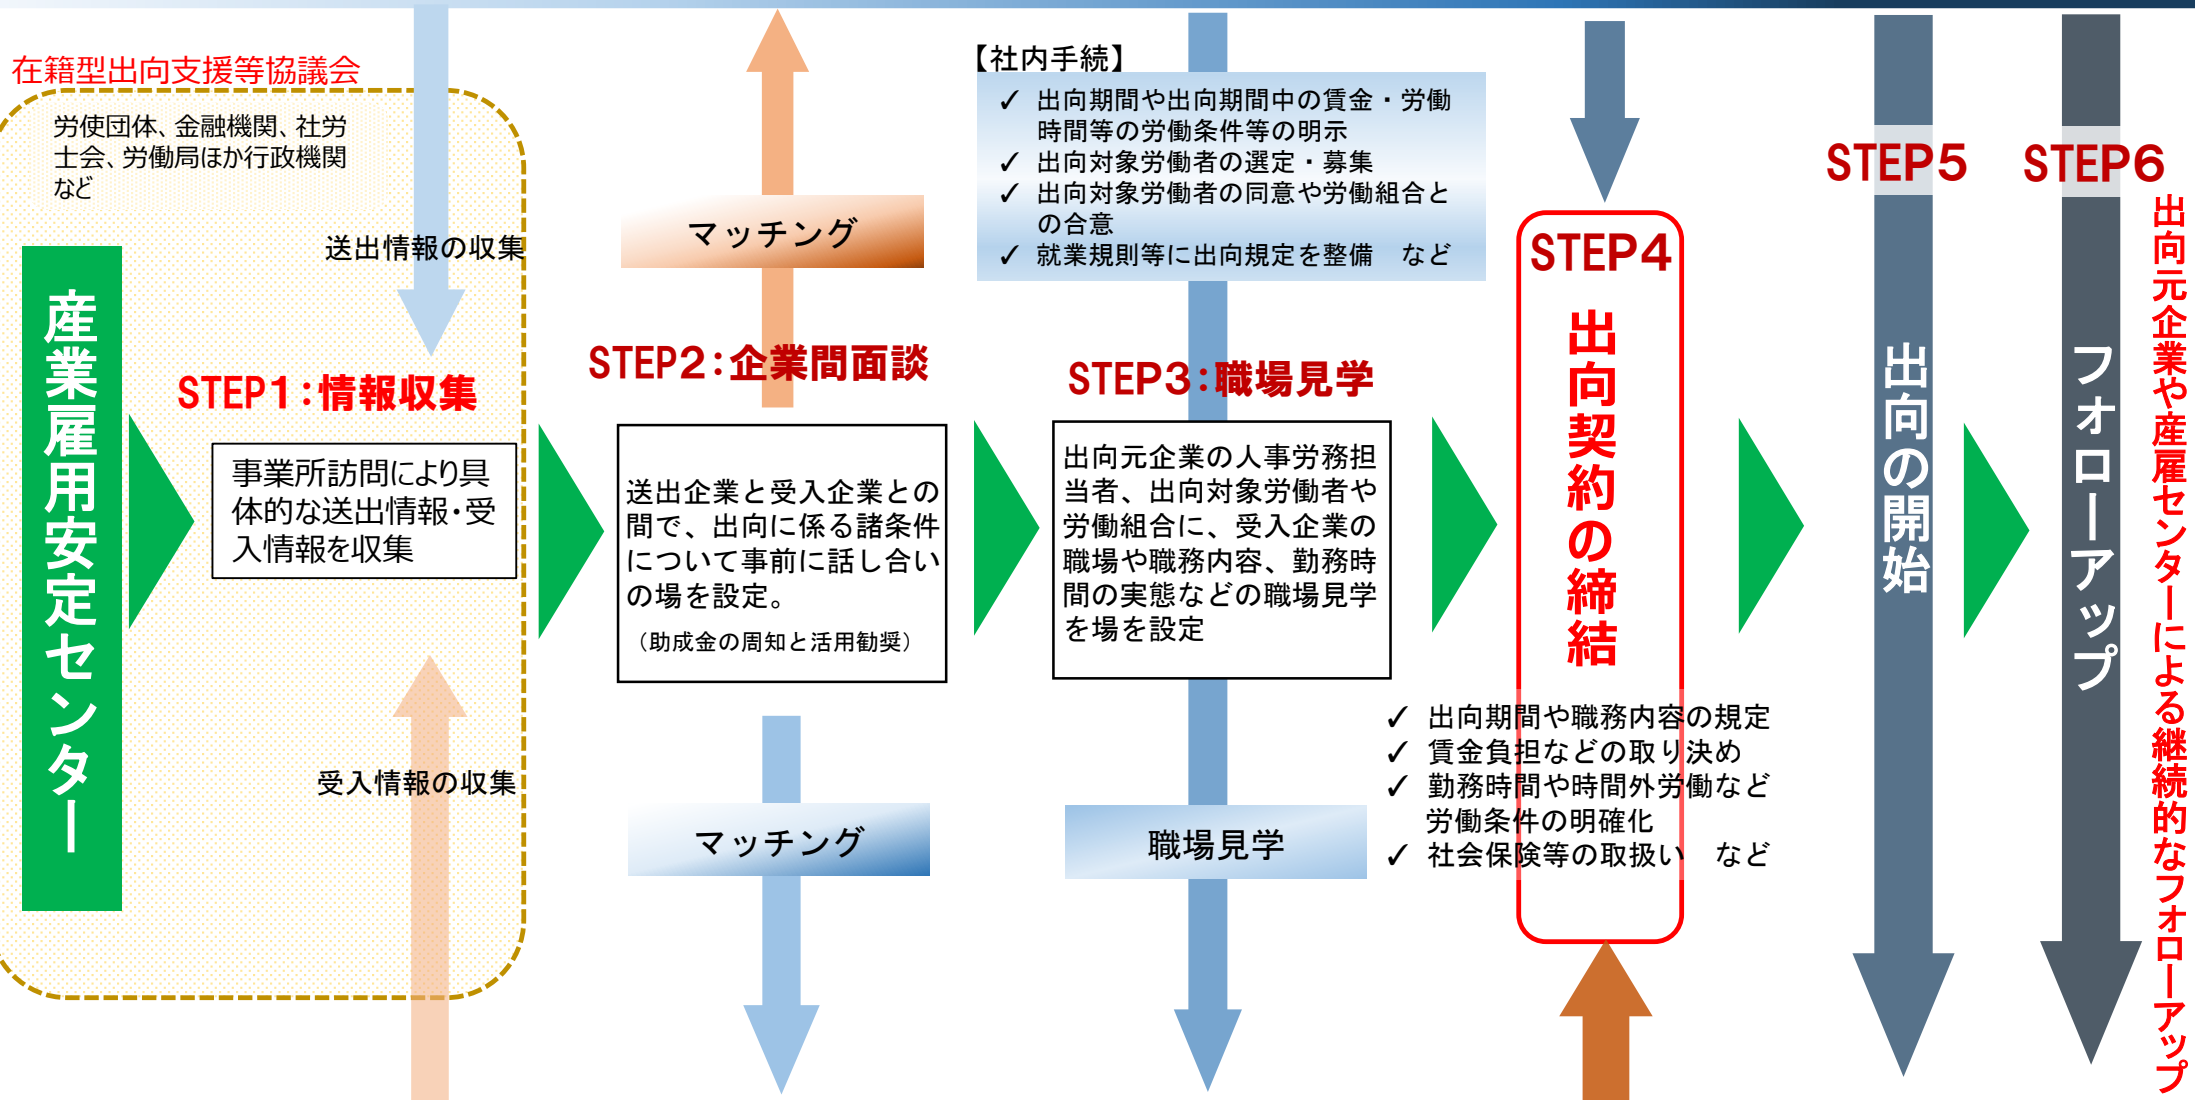 在籍型出向支援等協議会
労使団体、金融機関、社労
士会、労働局ほか行政機関
など
送出情報の収集
産業雇用安定センター
STEP1：情報収集
事業所訪問により具
体的な送出情報・受
入情報を収集
受入情報の収集
マッチング
STEP2：企業間面談
送出企業と受入企業との
間で、出向に係る諸条件
について事前に話し合い
の場を設定。
（助成金の周知と活用勧奨）
マッチング
【社内手続】
✓ 出向期間や出向期間中の賃金・労働
時間等の労働条件等の明示
✓ 出向対象労働者の選定・募集
✓ 出向対象労働者の同意や労働組合と
の合意
✓ 就業規則等に出向規定を整備　など
STEP3：職場見学
出向元企業の人事労務担
当者、出向対象労働者や
労働組合に、受入企業の
職場や職務内容、勤務時
間の実態などの職場見学
を場を設定
職場見学
STEP4
出向契約の締結
✓ 出向期間や職務内容の規定
✓ 賃金負担などの取り決め
✓ 勤務時間や時間外労働など
労働条件の明確化
✓ 社会保険等の取扱い　など
STEP5
出向の開始
STEP6
フォローアップ
出向元企業や産雇センターによる継続的なフォローアップ